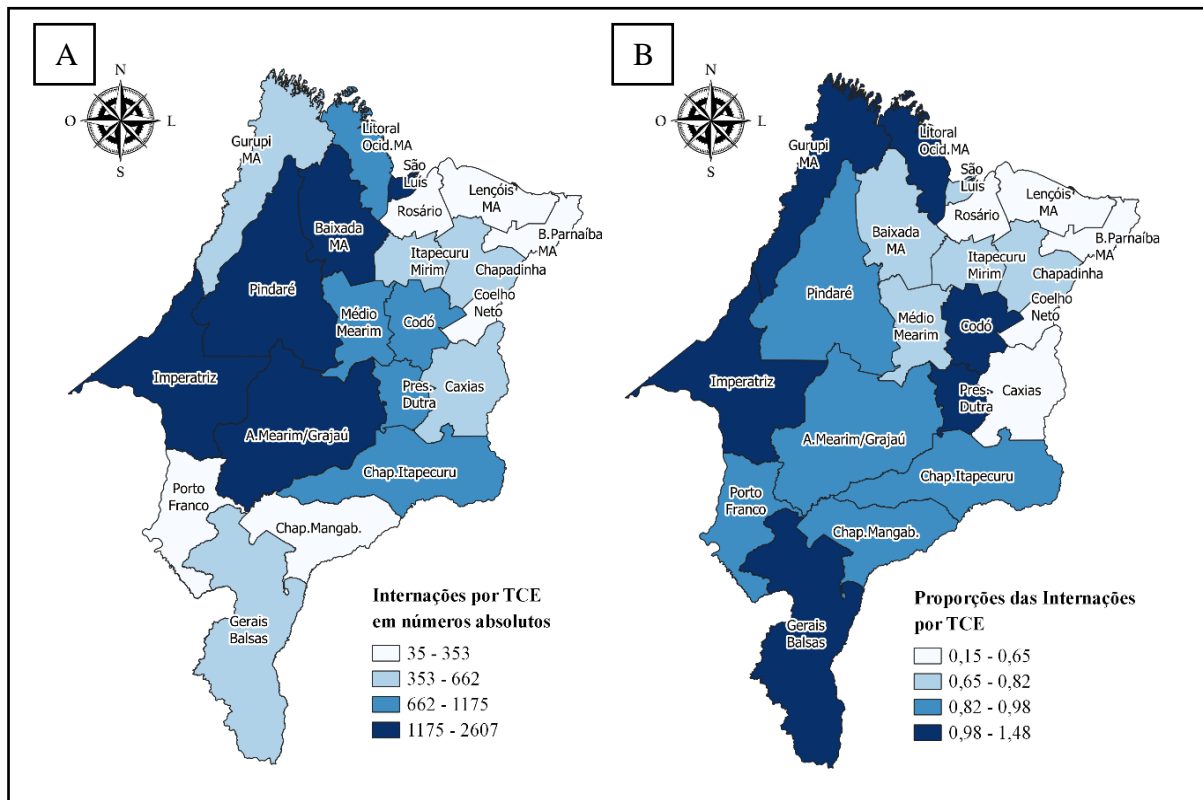 A
N
O
L
S
Gurupi
MA
Litoral
Ocid.MA
São
Luís
Lençóis
MA
Rosário
B.Parnaíba
MA
Baixada
MA
Itapecuru
Mirim
Chapadinha
Pindaré
Coelho
Neto
Médio
Mearim
Codó
Imperatriz
Pres.
Dutra
Caxias
A.Mearim/Grajaú
Chap.Itapecuru
Porto
Franco
Chap.Mangab.
Gerais
Balsas
Internações por TCE
em números absolutos
35 - 353
353 - 662
662 - 1175
1175 - 2607
B
N
O
L
S
Gurupi
MA
Litoral
Ocid.MA
São
Luís
Lençóis
MA
Rosário
B.Parnaíba
MA
Baixada
MA
Itapecuru
Mirim
Chapadinha
Pindaré
Coelho
Neto
Médio
Mearim
Codó
Imperatriz
Pres.
Dutra
Caxias
A.Mearim/Grajaú
Chap.Itapecuru
Porto
Franco
Chap.Mangab.
Gerais
Balsas
Proporções das Internações
por TCE
0,15 - 0,65
0,65 - 0,82
0,82 - 0,98
0,98 - 1,48